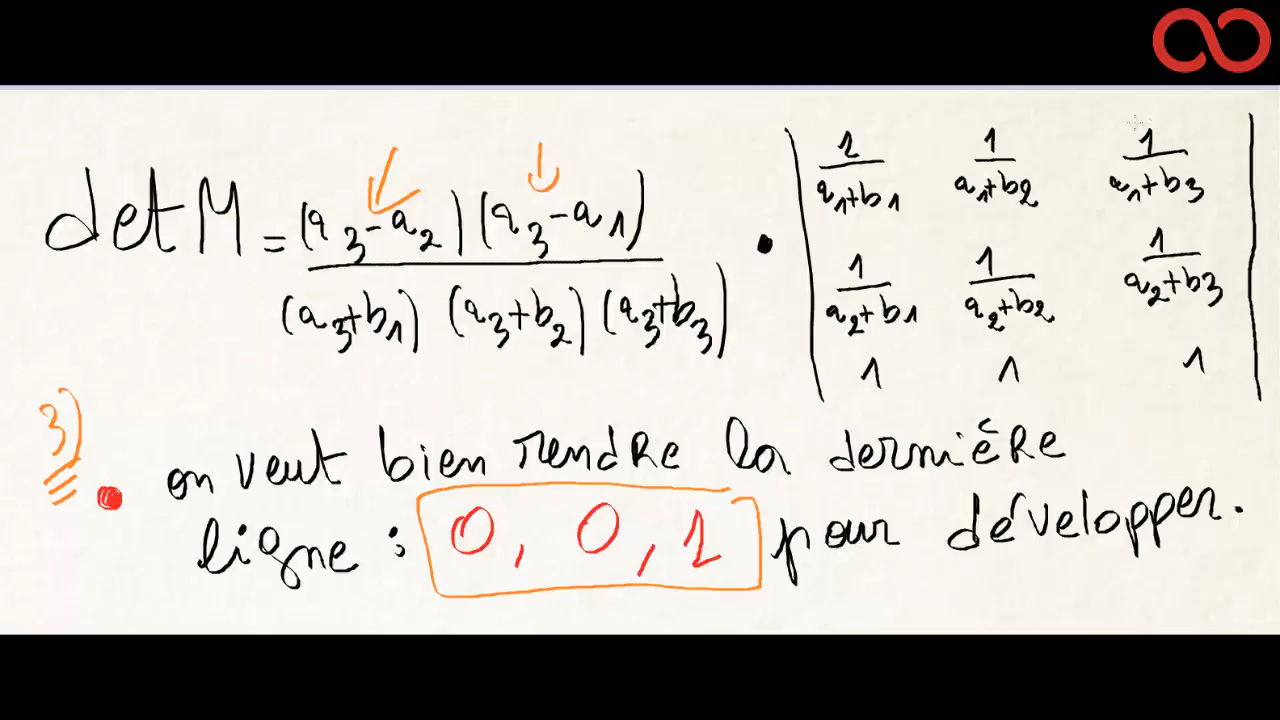 det M = (a3-a2)(a3-a1) / (a3+b1)(a3+b2)(a3+b3) · | 1/(a1+b1) 1/(a1+b2) 1/(a1+b3) |
| 1/(a2+b1) 1/(a2+b2) 1/(a2+b3) |
| 1 1 1 |
3) • on veut bien rendre la dernière
ligne : 0, 0, 1 pour développer.